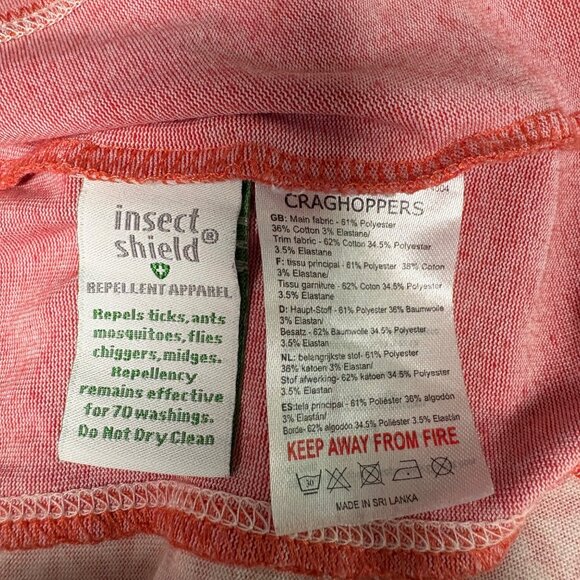 insect
shield®
REPELLENT APPAREL
Repels ticks, ants
mosquitoes, flies
chiggers, midges.
Repellency
remains effective
for 70 washings.
Do Not Dry Clean
CRAGHOPPERS
GB: Main fabric - 61% Polyester
36% Cotton 3% Elastane/
Trim fabric - 62% Cotton 34.5% Polyester
3.5% Elastane
F: tissu principal - 61% Polyester 36% Coton
3% Elastane/
Tissu garniture - 62% Coton 34.5% Polyester
3.5% Elastane
D: Haupt-Stoff - 61% Polyester 36% Baumwolle
3% Elastan/
Besatz - 62% Baumwolle 34.5% Polyester
3.5% Elastan
NL: belangrijkste stof- 61% Polyester
36% katoen 3% Elastan/
Stof afwerking- 62% katoen 34.5% Polyester
3.5% Elastan
ES:tela principal - 61% Poliéster 36% algodón
3% Elastán/
Borde- 62% algodón 34.5% Poliéster 3.5% Elastán
KEEP AWAY FROM FIRE
30
MADE IN SRI LANKA